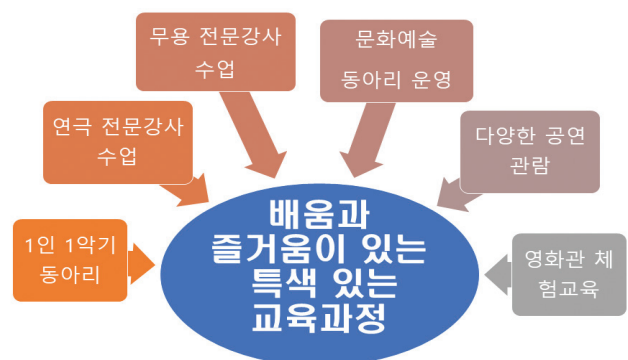 무용 전문강사
수업
문화예술
동아리 운영
연극 전문강사
수업
다양한 공연
관람
1인 1악기
동아리
영화관 체
험교육
배움과
즐거움이 있는
특색 있는
교육과정